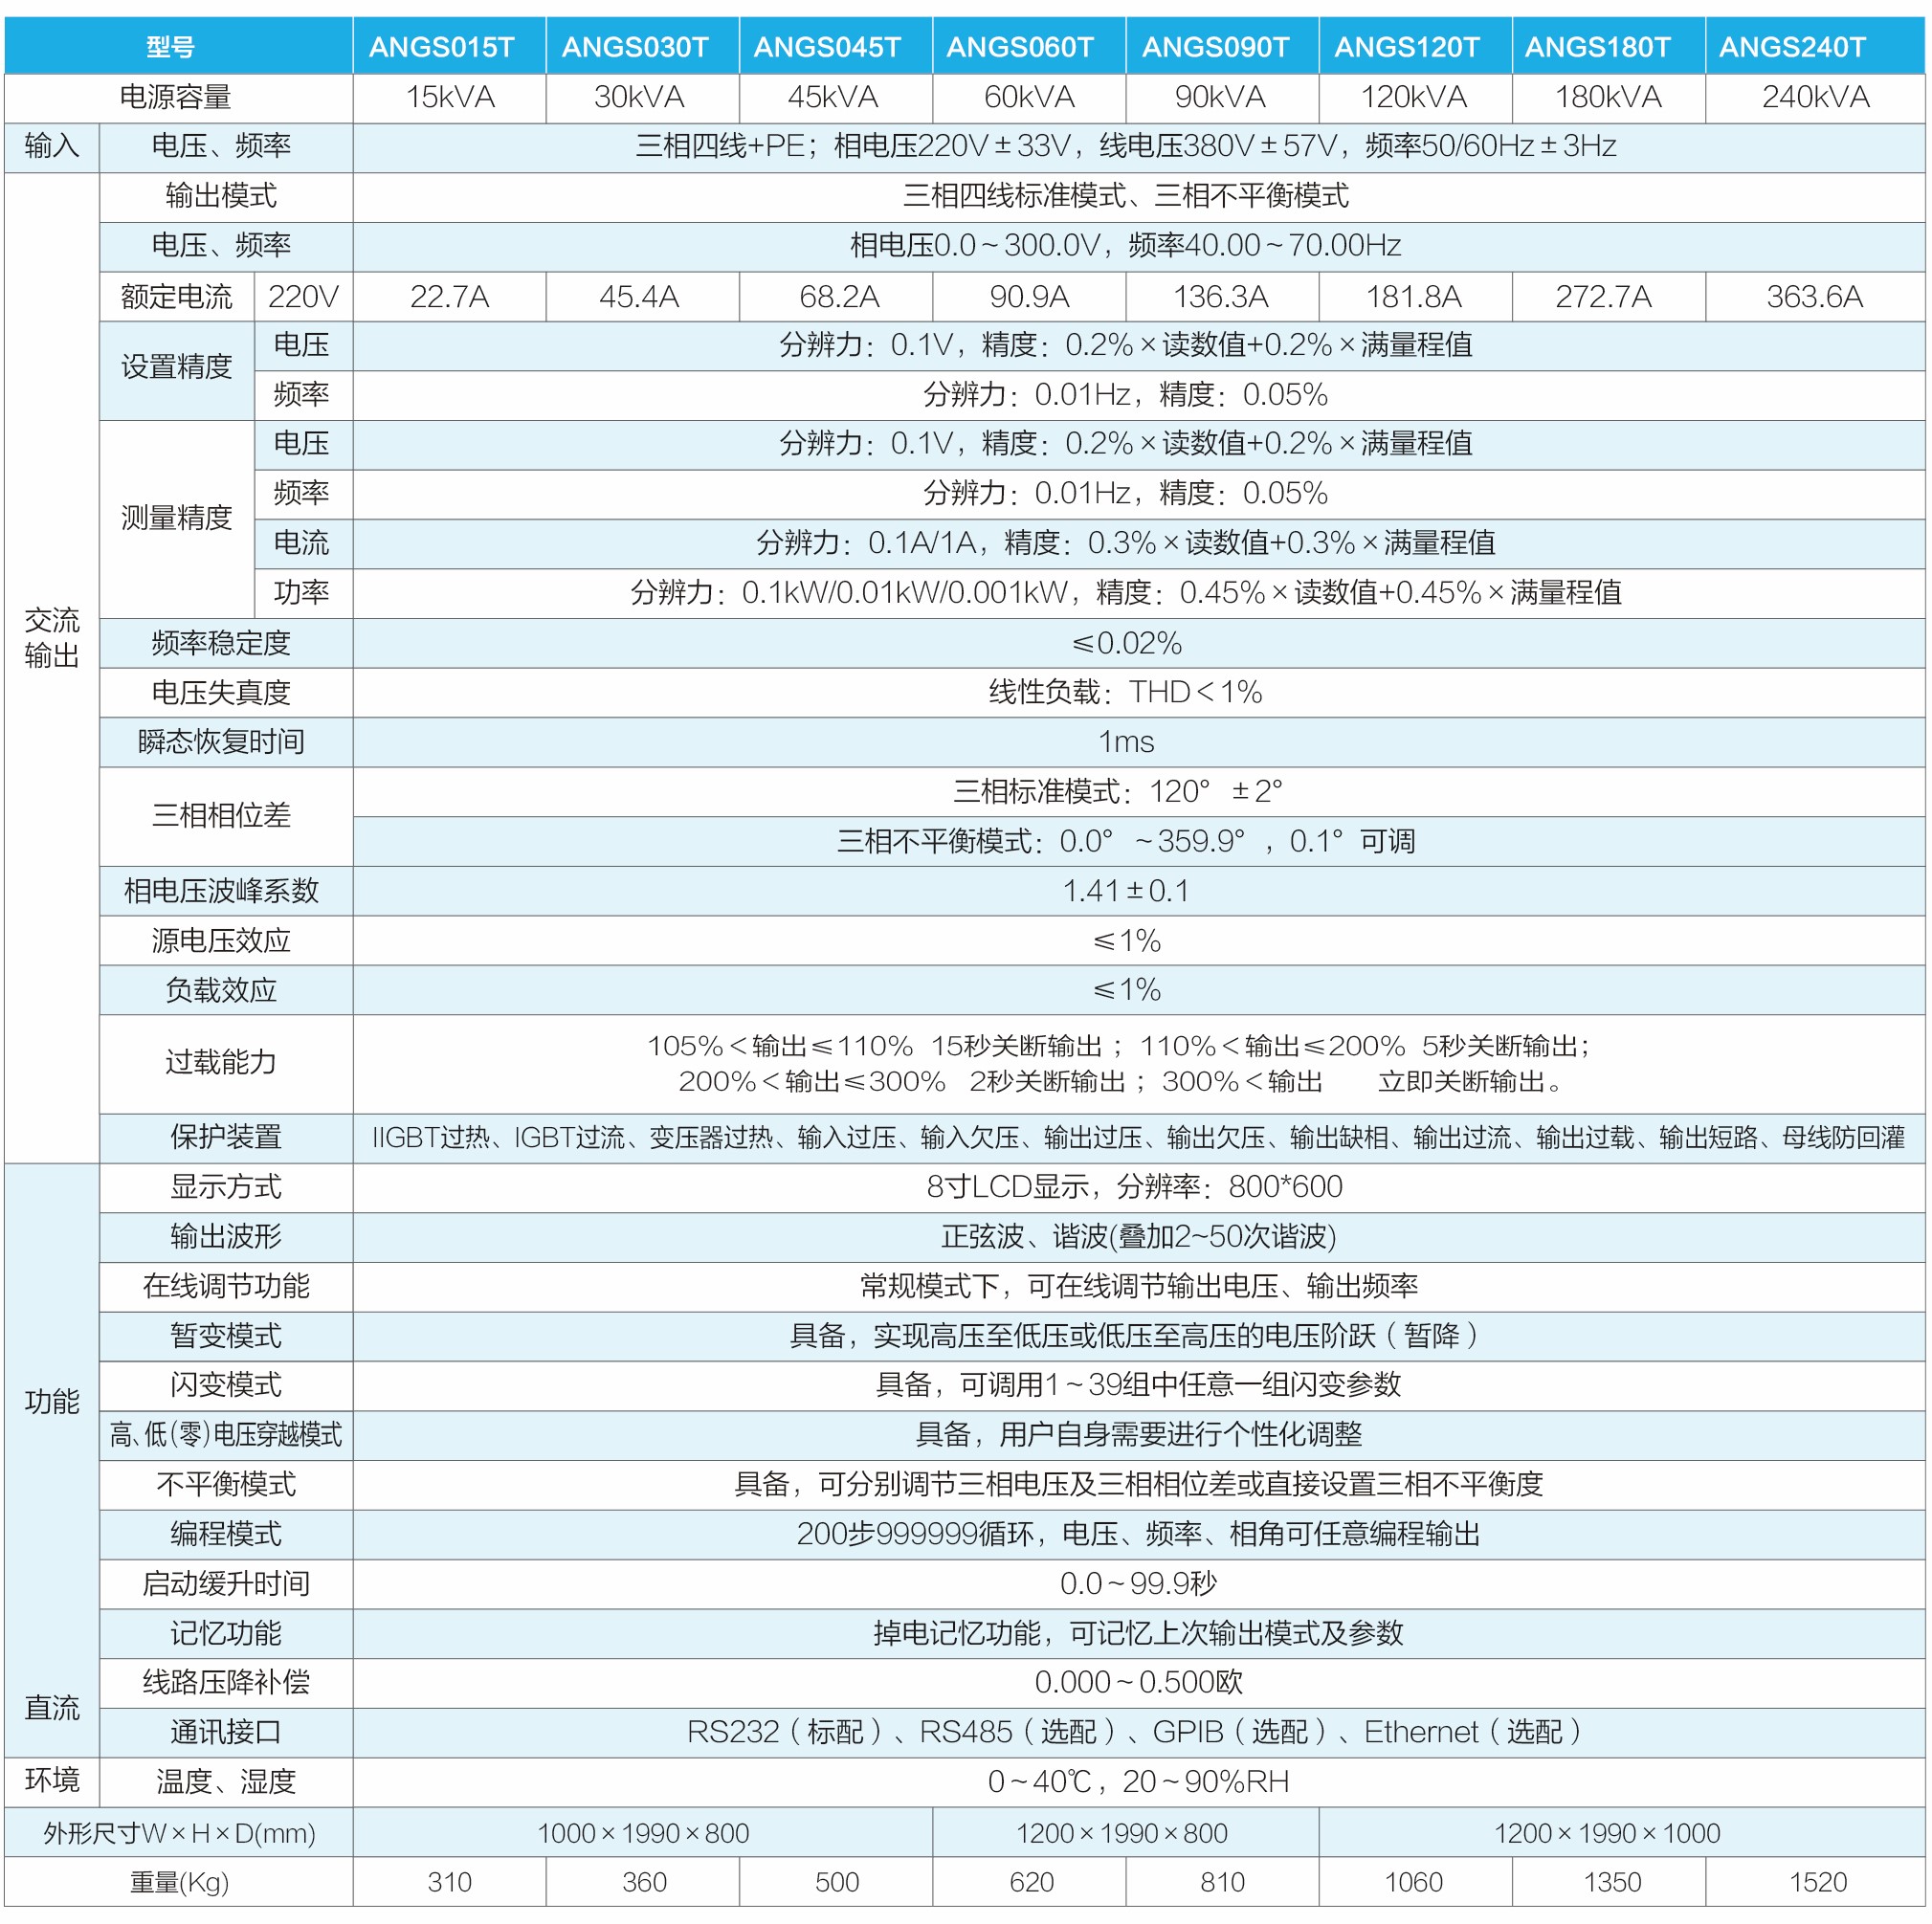 型号 ANGS015T ANGS030T ANGS045T ANGS060T ANGS090T ANGS120T ANGS180T ANGS240T
电源容量 15kVA 30kVA 45kVA 60kVA 90kVA 120kVA 180kVA 240kVA
输入 电压、频率 三相四线+PE；相电压220V±33V，线电压380V±57V，频率50/60Hz±3Hz
交流
输出
输出模式 三相四线标准模式、三相不平衡模式
电压、频率 相电压0.0～300.0V，频率40.00～70.00Hz
额定电流 220V 22.7A 45.4A 68.2A 90.9A 136.3A 181.8A 272.7A 363.6A
设置精度
电压 分辨力：0.1V，精度：0.2%×读数值+0.2%×满量程值
频率 分辨力：0.01Hz，精度：0.05%
测量精度
电压 分辨力：0.1V，精度：0.2%×读数值+0.2%×满量程值
频率 分辨力：0.01Hz，精度：0.05%
电流 分辨力：0.1A/1A，精度：0.3%×读数值+0.3%×满量程值
功率 分辨力：0.1kW/0.01kW/0.001kW，精度：0.45%×读数值+0.45%×满量程值
频率稳定度 ≤0.02%
电压失真度 线性负载：THD＜1%
瞬态恢复时间 1ms
三相相位差
三相标准模式：120° ±2°
三相不平衡模式：0.0° ~359.9° ，0.1° 可调
相电压波峰系数 1.41±0.1
源电压效应 ≤1%
负载效应 ≤1%
过载能力
105%＜输出≤110% 15秒关断输出；110%＜输出≤200% 5秒关断输出；
200%＜输出≤300% 2秒关断输出；300%＜输出 立即关断输出。
保护装置 IIGBT过热、IGBT过流、变压器过热、输入过压、输入欠压、输出过压、输出欠压、输出缺相、输出过流、输出过载、输出短路、母线防回灌
功能
显示方式 8寸LCD显示，分辨率：800*600
输出波形 正弦波、谐波(叠加2~50次谐波)
在线调节功能 常规模式下，可在线调节输出电压、输出频率
暂变模式 具备，实现高压至低压或低压至高压的电压阶跃（暂降）
闪变模式 具备，可调用1～39组中任意一组闪变参数
高、低（零）电压穿越模式 具备，用户自身需要进行个性化调整
不平衡模式 具备，可分别调节三相电压及三相相位差或直接设置三相不平衡度
编程模式 200步999999循环，电压、频率、相角可任意编程输出
启动缓升时间 0.0～99.9秒
记忆功能 掉电记忆功能，可记忆上次输出模式及参数
直流
线路压降补偿 0.000～0.500欧
通讯接口 RS232（标配）、RS485（选配）、GPIB（选配）、Ethernet（选配）
环境 温度、湿度 0～40℃，20～90%RH
外形尺寸W×H×D(mm) 1000×1990×800 1200×1990×800 1200×1990×1000
重量(Kg) 310 360 500 620 810 1060 1350 1520